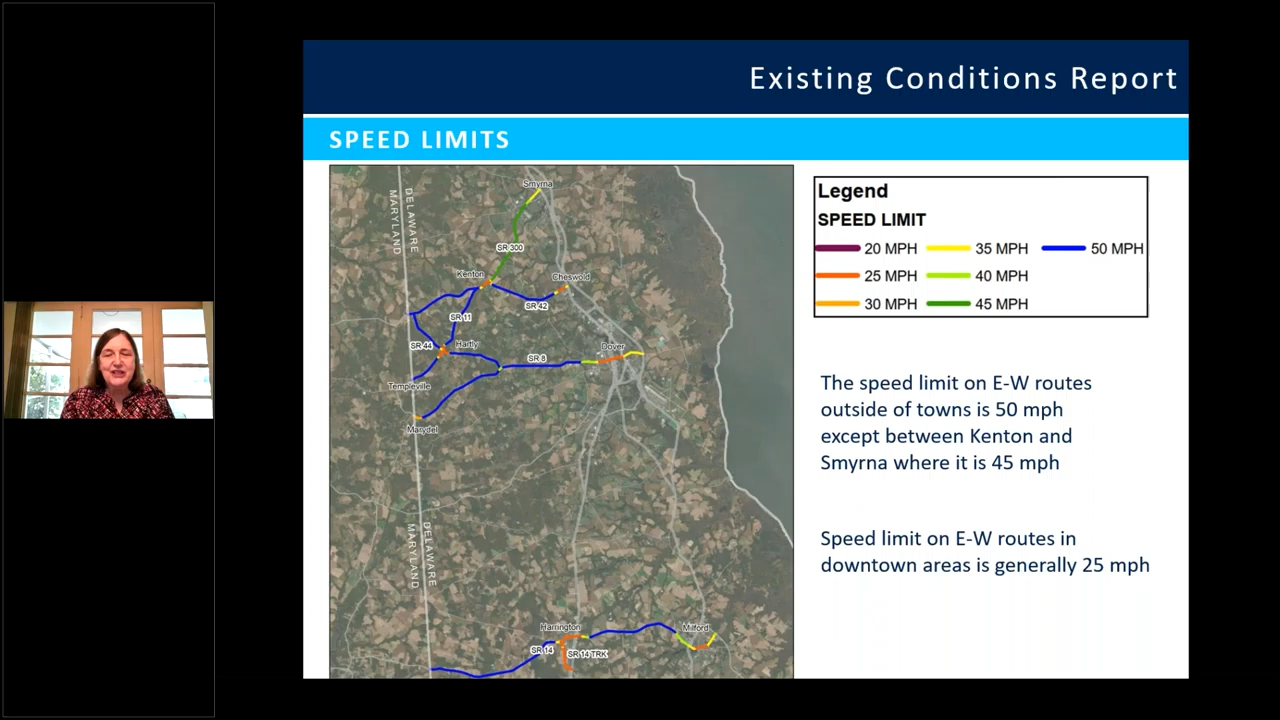 Existing Conditions Report
SPEED LIMITS
Smyrna
DELAWARE
MARYLAND
SR 300
Kenton
Cheswold
SR 42
SR 11
SR 44
Hartly
Dover
SR 8
Templeville
Marydel
MARYLAND
DELAWARE
Harrington
Milford
SR 14
SR 14 TRK
Legend
SPEED LIMIT
20 MPH 35 MPH 50 MPH
25 MPH 40 MPH
30 MPH 45 MPH
The speed limit on E-W routes
outside of towns is 50 mph
except between Kenton and
Smyrna where it is 45 mph
Speed limit on E-W routes in
downtown areas is generally 25 mph